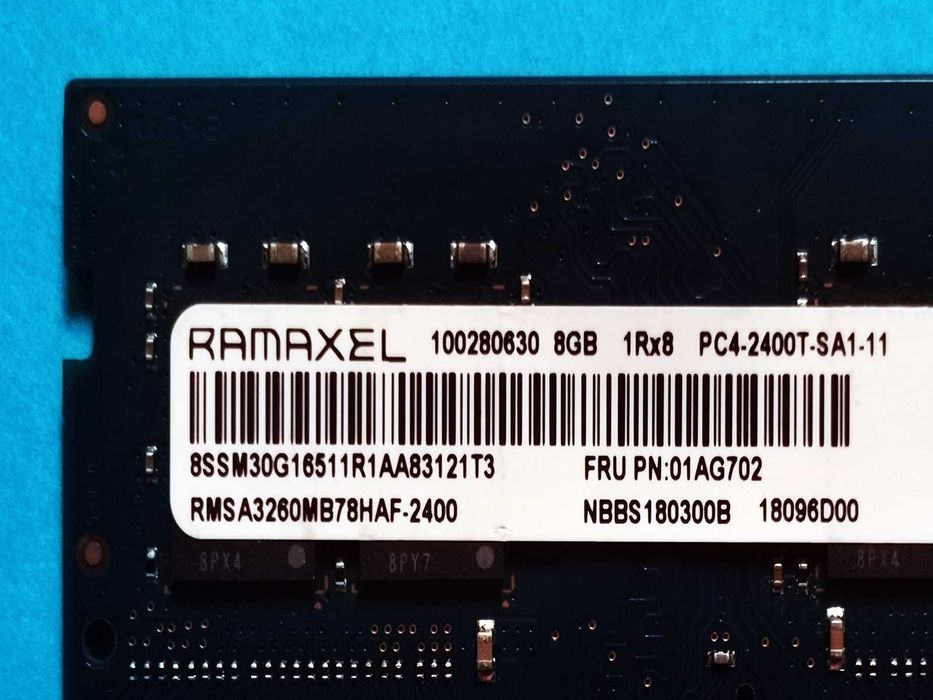 RAMAXEL 100280630 8GB 1Rx8 PC4-2400T-SA1-11
8SSM30G16511R1AA83121T3 FRU PN:01AG702
RMSA3260MB78HAF-2400 NBBS180300B 18096D00
8PX4 8PY7 8PX4